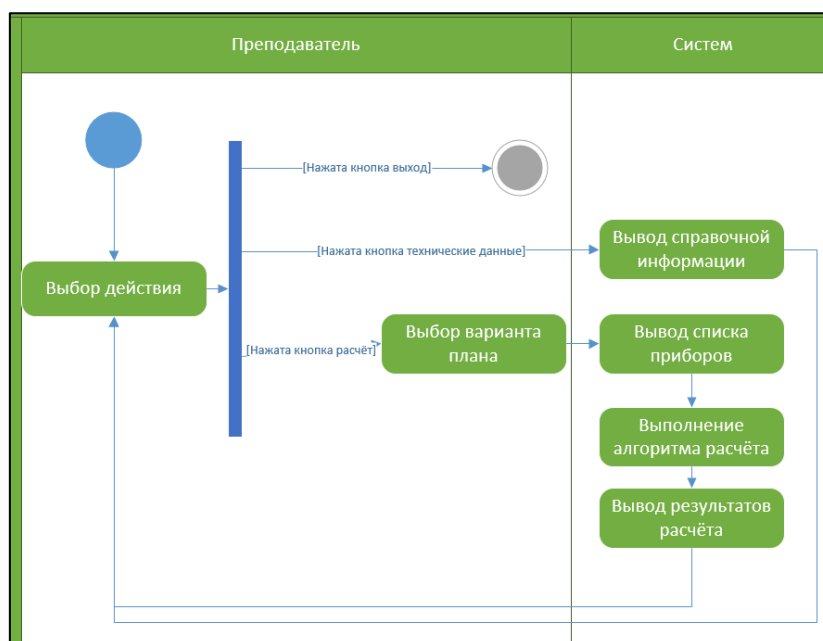 Преподаватель
Систем
[Нажата кнопка выход]
[Нажата кнопка технические данные]
Вывод справочной
информации
Выбор действия
[Нажата кнопка расчёт]
Выбор варианта
плана
Вывод списка
приборов
Выполнение
алгоритма расчёта
Вывод результатов
расчёта